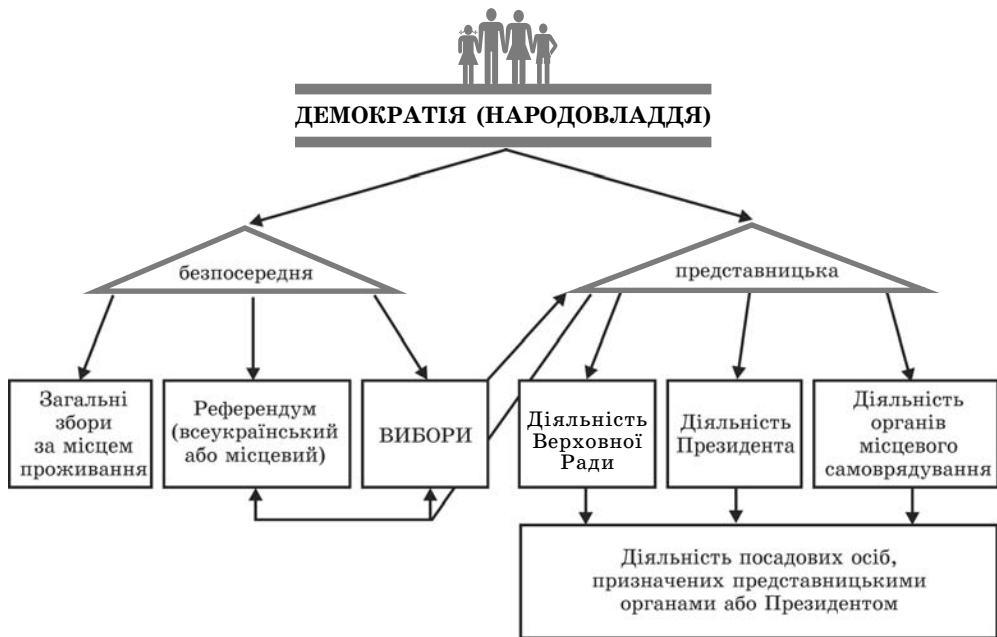 ДЕМОКРАТІЯ (НАРОДОВЛАДДЯ)
безпосередня
представницька
Загальні
збори
за місцем
проживання
Референдум
(всеукраїнський
або місцевий)
ВИБОРИ
Діяльність
Верховної
Ради
Діяльність
Президента
Діяльність
органів
місцевого
самоврядування
Діяльність посадових осіб,
призначених представницькими
органами або Президентом